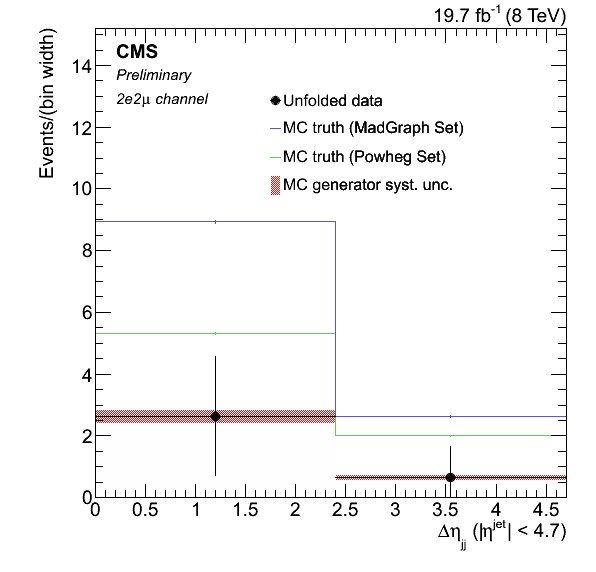 19.7 fb⁻¹ (8 TeV)
CMS
Preliminary
2e2μ channel
Unfolded data
MC truth (MadGraph Set)
MC truth (Powheg Set)
MC generator syst. unc.
Events/(bin width)
14
12
10
8
6
4
2
0
0 0.5 1 1.5 2 2.5 3 3.5 4 4.5
Δη_jj (|η^jet| < 4.7)